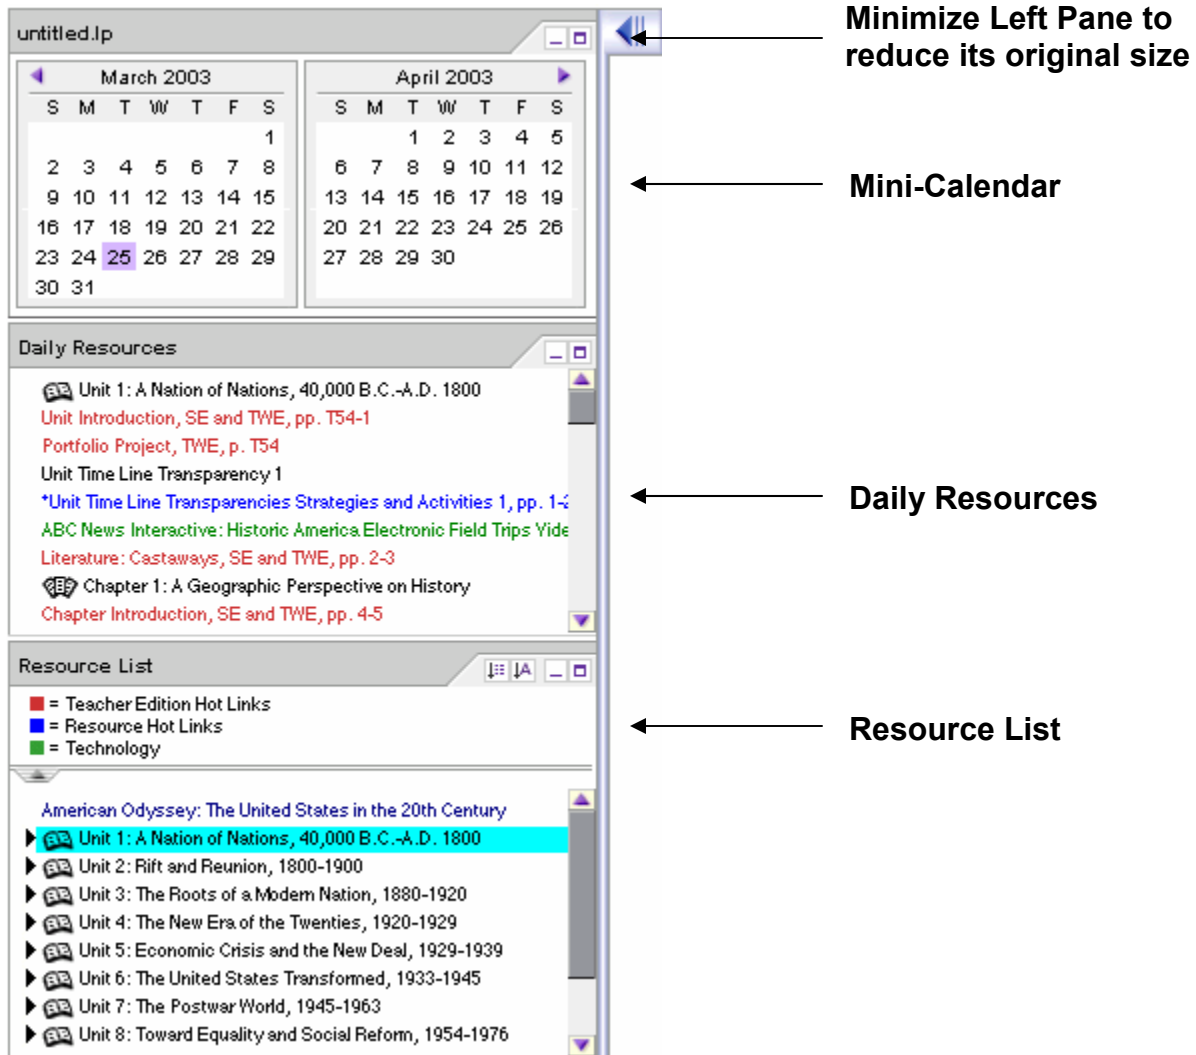 untitled.lp
Minimize Left Pane to
reduce its original size
March 2003
S M T W T F S
1
2 3 4 5 6 7 8
9 10 11 12 13 14 15
16 17 18 19 20 21 22
23 24 25 26 27 28 29
30 31
April 2003
S M T W T F S
1 2 3 4 5
6 7 8 9 10 11 12
13 14 15 16 17 18 19
20 21 22 23 24 25 26
27 28 29 30
Mini-Calendar
Daily Resources
Unit 1: A Nation of Nations, 40,000 B.C.-A.D. 1800
Unit Introduction, SE and TWE, pp. T54-1
Portfolio Project, TWE, p. T54
Unit Time Line Transparency 1
*Unit Time Line Transparencies Strategies and Activities 1, pp. 1-2
ABC News Interactive: Historic America Electronic Field Trips Vide
Literature: Castaways, SE and TWE, pp. 2-3
Chapter 1: A Geographic Perspective on History
Chapter Introduction, SE and TWE, pp. 4-5
Daily Resources
Resource List
A
= Teacher Edition Hot Links
= Resource Hot Links
= Technology
Resource List
American Odyssey: The United States in the 20th Century
Unit 1: A Nation of Nations, 40,000 B.C.-A.D. 1800
Unit 2: Rift and Reunion, 1800-1900
Unit 3: The Roots of a Modern Nation, 1880-1920
Unit 4: The New Era of the Twenties, 1920-1929
Unit 5: Economic Crisis and the New Deal, 1929-1939
Unit 6: The United States Transformed, 1933-1945
Unit 7: The Postwar World, 1945-1963
Unit 8: Toward Equality and Social Reform, 1954-1976